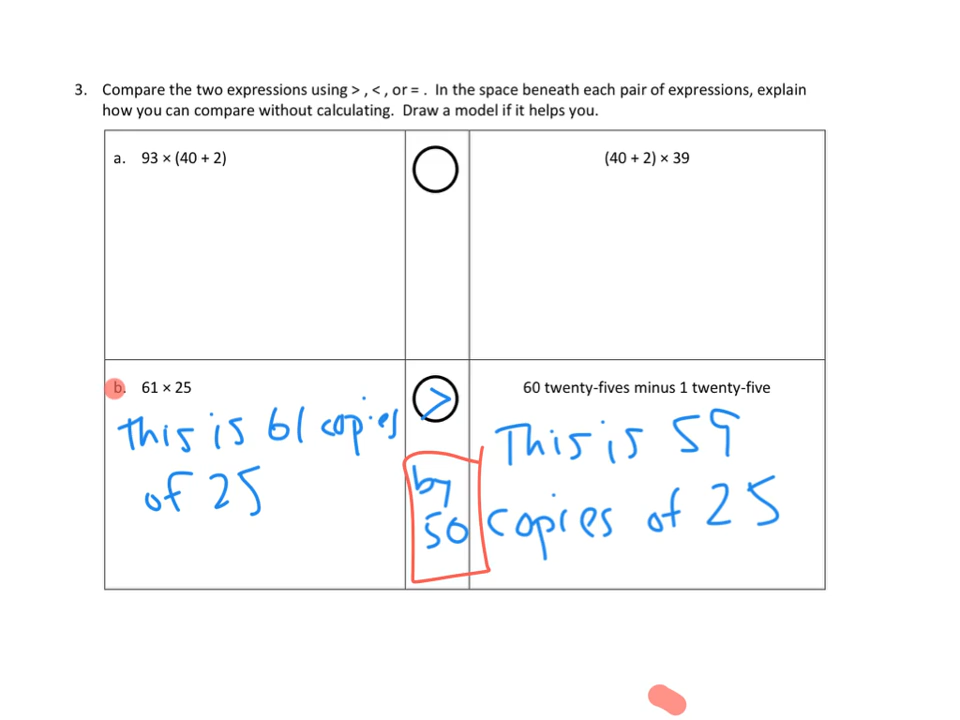 3. Compare the two expressions using > , < , or = . In the space beneath each pair of expressions, explain
how you can compare without calculating. Draw a model if it helps you.
a. 93 × (40 + 2)
(40 + 2) × 39
b. 61 × 25
>
60 twenty-fives minus 1 twenty-five
this is 61 copies
of 25
by
50
This is 59
copies of 25